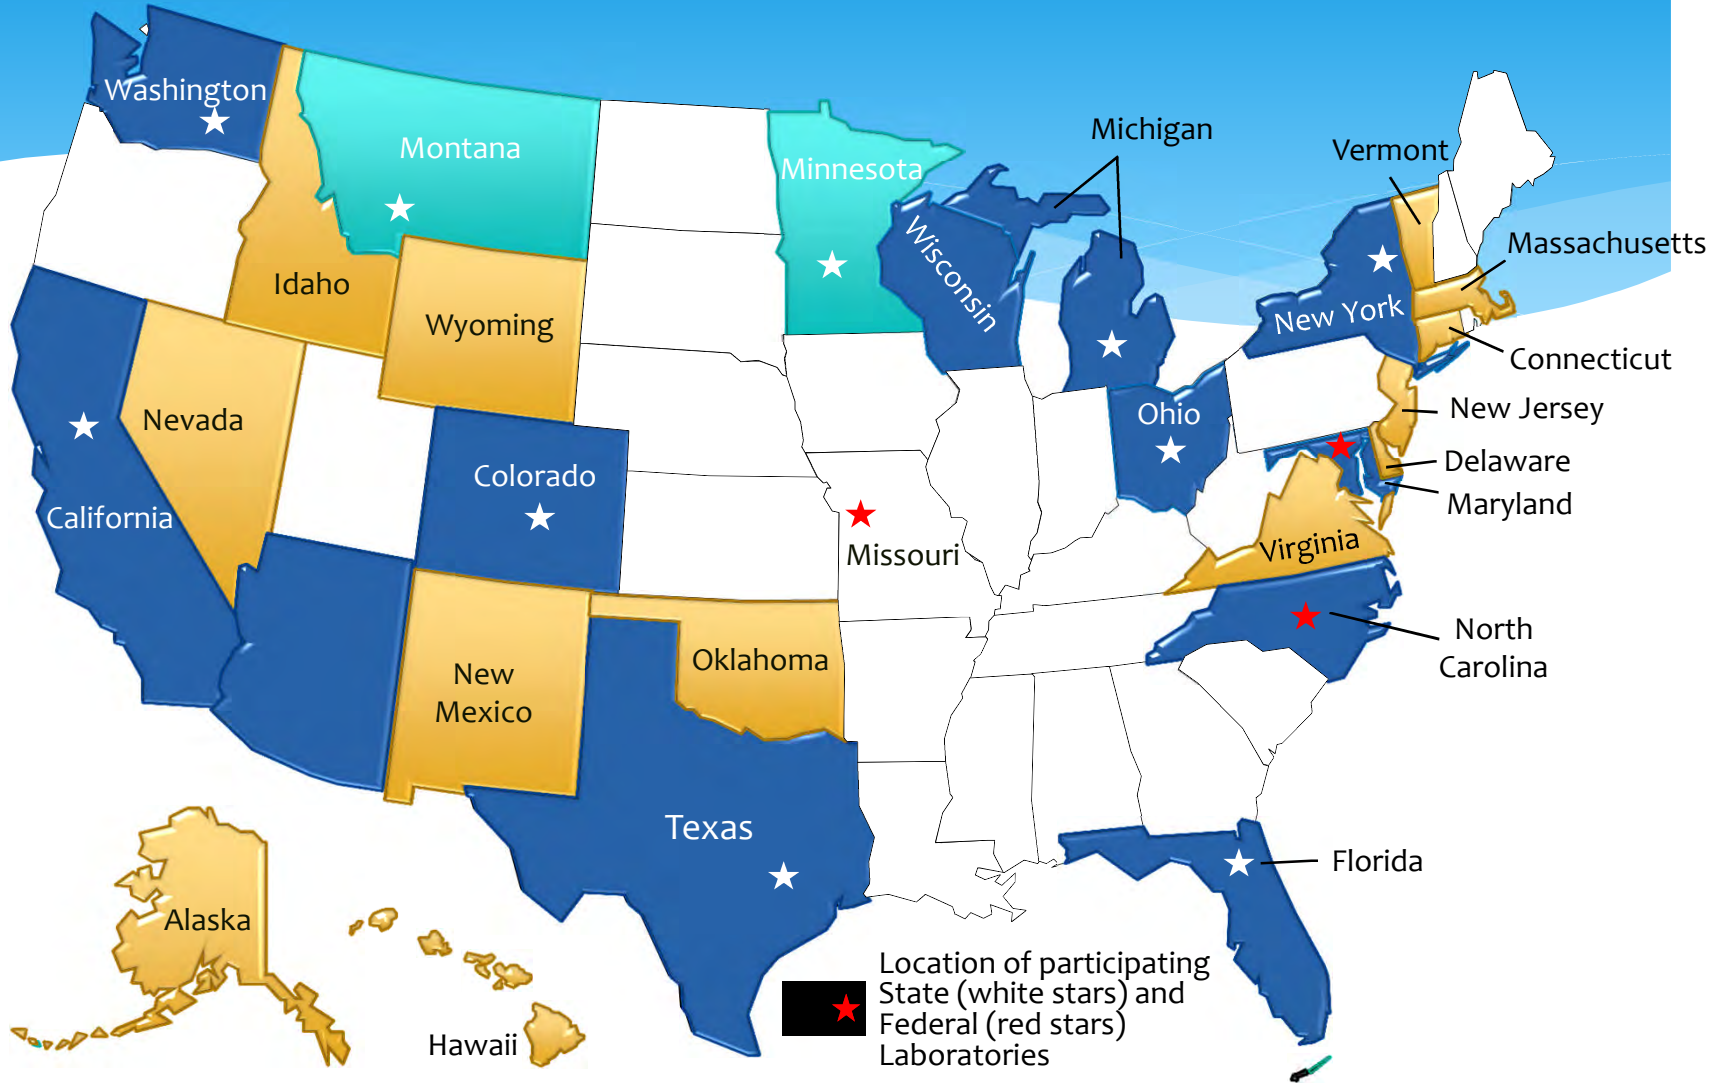 Washington
Montana
Minnesota
Michigan
Vermont
Massachusetts
Idaho
Wyoming
Wisconsin
New York
Connecticut
Nevada
Ohio
New Jersey
Colorado
Delaware
Maryland
California
Missouri
Virginia
New
Mexico
Oklahoma
North
Carolina
Texas
Florida
Alaska
Hawaii
Location of participating
State (white stars) and
Federal (red stars)
Laboratories